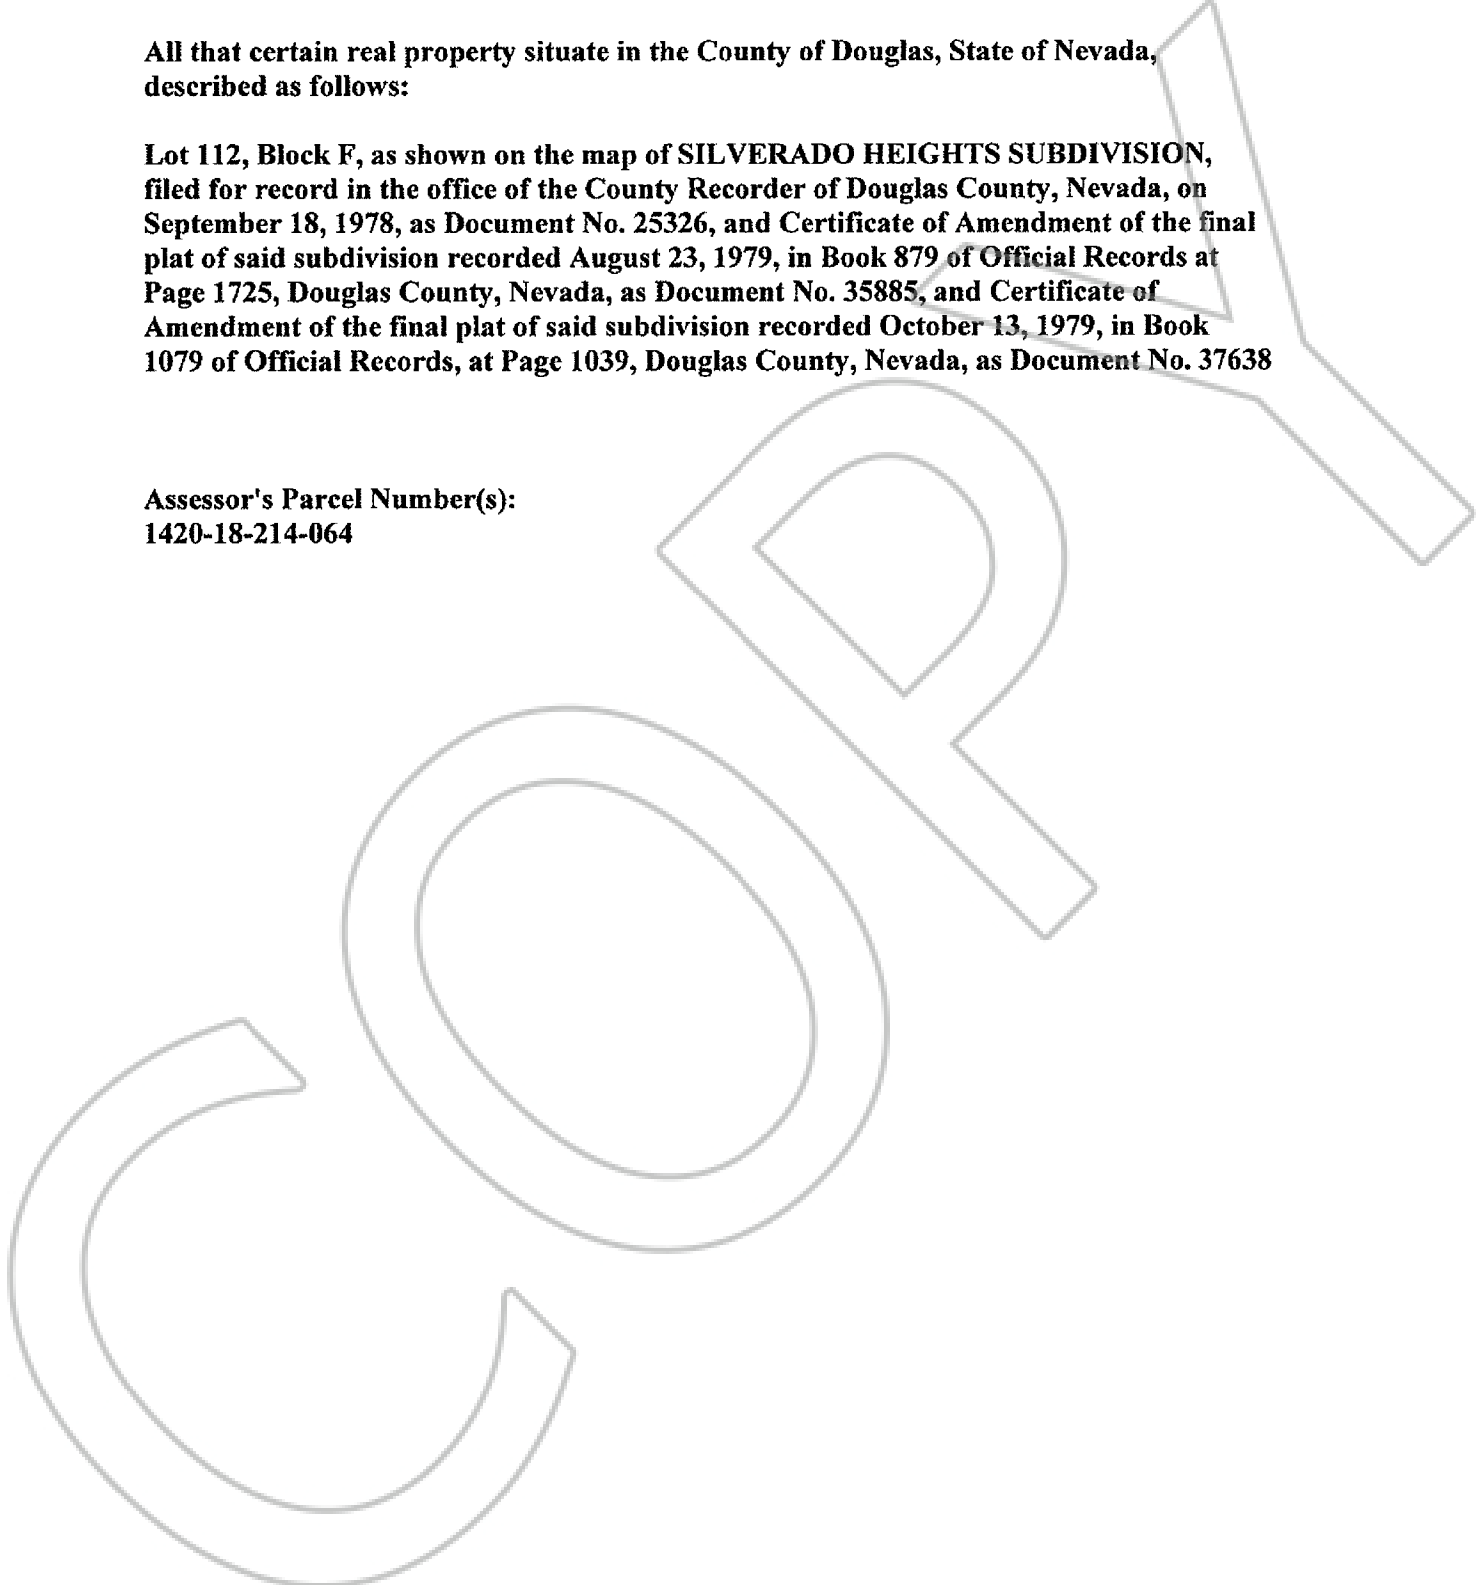 All that certain real property situate in the County of Douglas, State of Nevada,
described as follows:
Lot 112, Block F, as shown on the map of SILVERADO HEIGHTS SUBDIVISION,
filed for record in the office of the County Recorder of Douglas County, Nevada, on
September 18, 1978, as Document No. 25326, and Certificate of Amendment of the final
plat of said subdivision recorded August 23, 1979, in Book 879 of Official Records at
Page 1725, Douglas County, Nevada, as Document No. 35885, and Certificate of
Amendment of the final plat of said subdivision recorded October 13, 1979, in Book
1079 of Official Records, at Page 1039, Douglas County, Nevada, as Document No. 37638
Assessor's Parcel Number(s):
1420-18-214-064
COPY